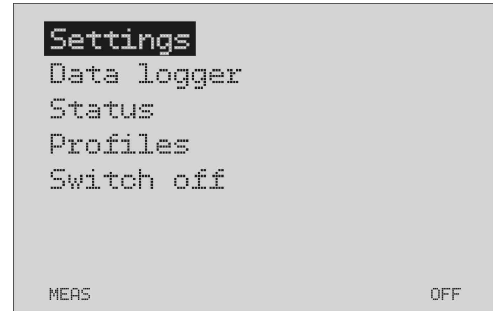 Settings
Data logger
Status
Profiles
Switch off
MEAS OFF